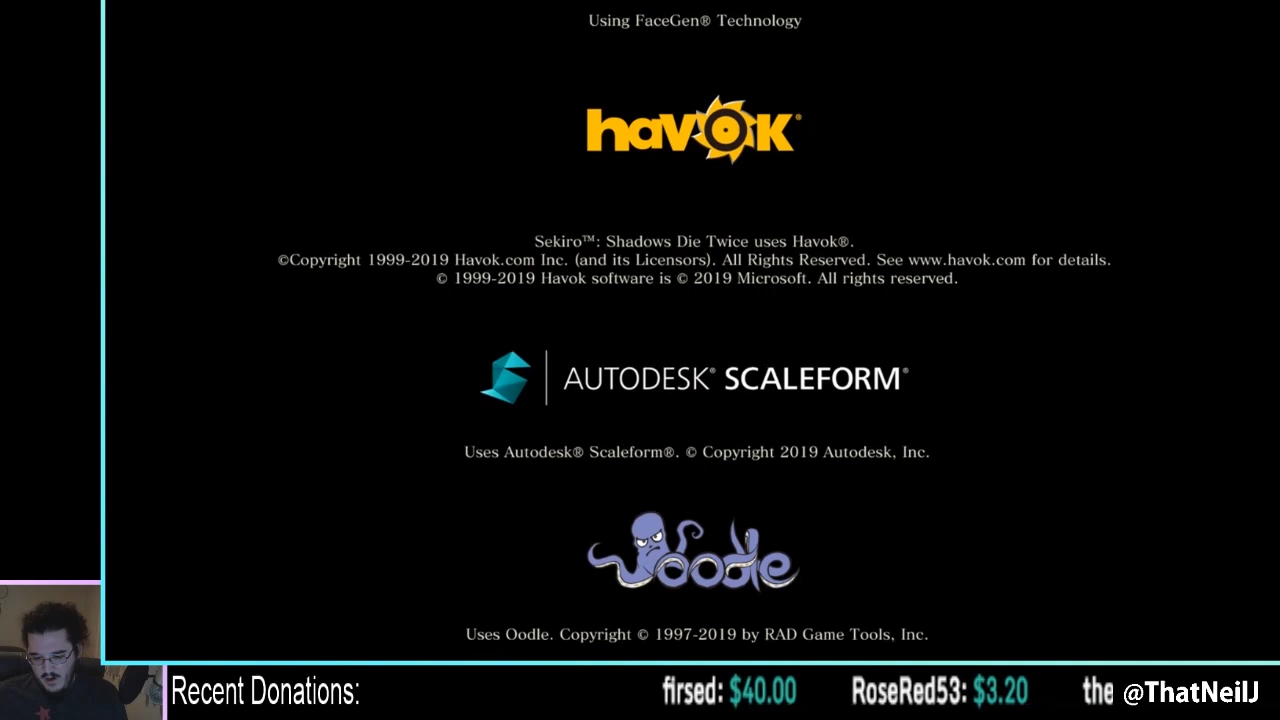 Using FaceGen® Technology
havok®
Sekiro™: Shadows Die Twice uses Havok®.
©Copyright 1999-2019 Havok.com Inc. (and its Licensors). All Rights Reserved. See www.havok.com for details.
© 1999-2019 Havok software is © 2019 Microsoft. All rights reserved.
AUTODESK® SCALEFORM®
Uses Autodesk® Scaleform®. © Copyright 2019 Autodesk, Inc.
Oodle
Uses Oodle. Copyright © 1997-2019 by RAD Game Tools, Inc.
Recent Donations: firsed: $40.00 RoseRed53: $3.20 the @ThatNeilJ